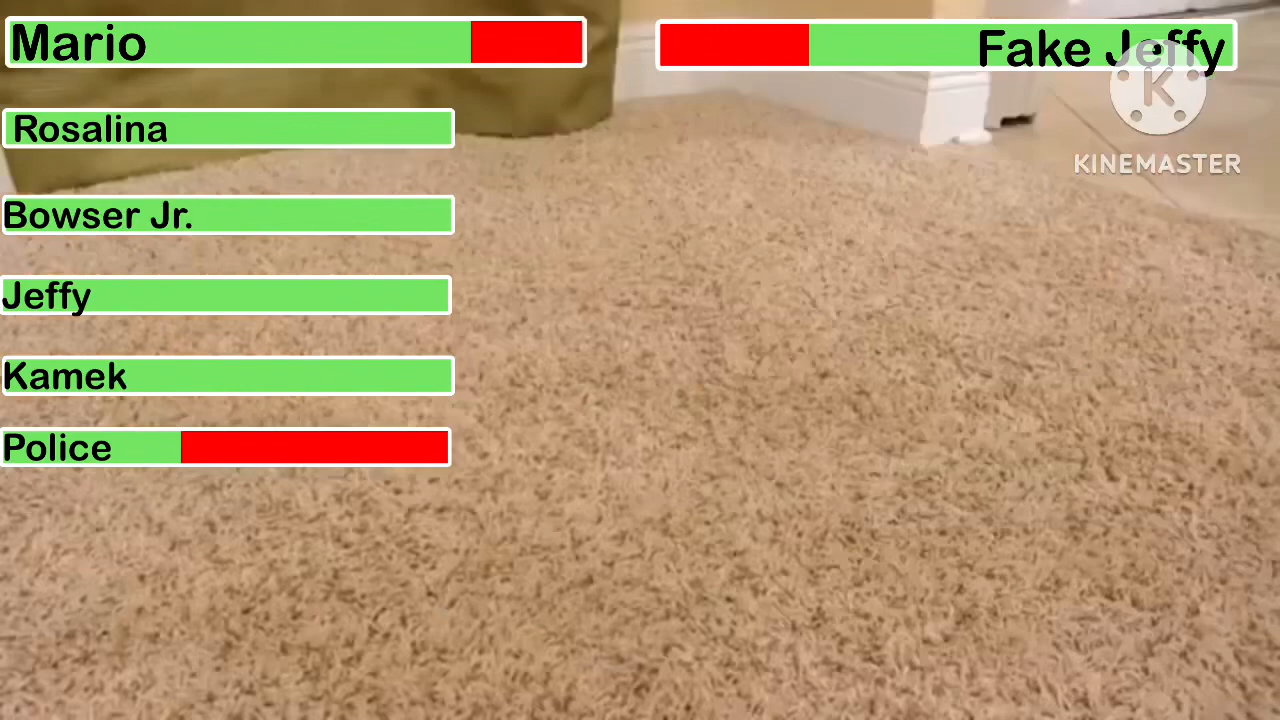 Mario
Fake Jeffy
Rosalina
KINEMASTER
Bowser Jr.
Jeffy
Kamek
Police